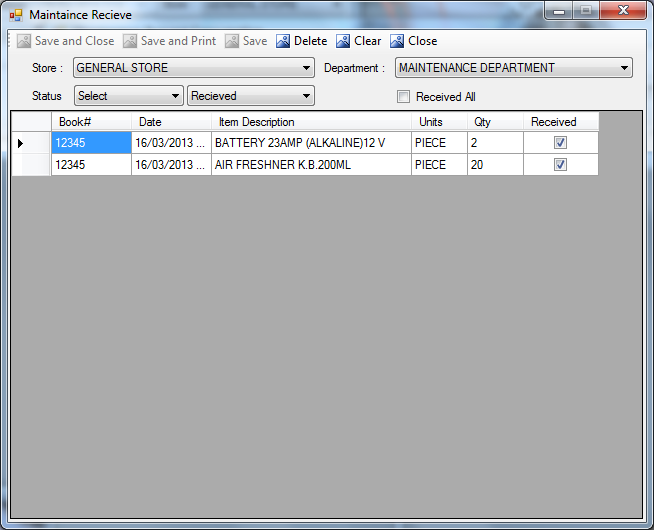 Maintaince Recieve
Save and Close Save and Print Save Delete Clear Close
Store : GENERAL STORE Department : MAINTENANCE DEPARTMENT
Status Select Recieved Received All
Book# Date Item Description Units Qty Received
12345 16/03/2013 ... BATTERY 23AMP (ALKALINE)12 V PIECE 2
12345 16/03/2013 ... AIR FRESHNER K.B.200ML PIECE 20